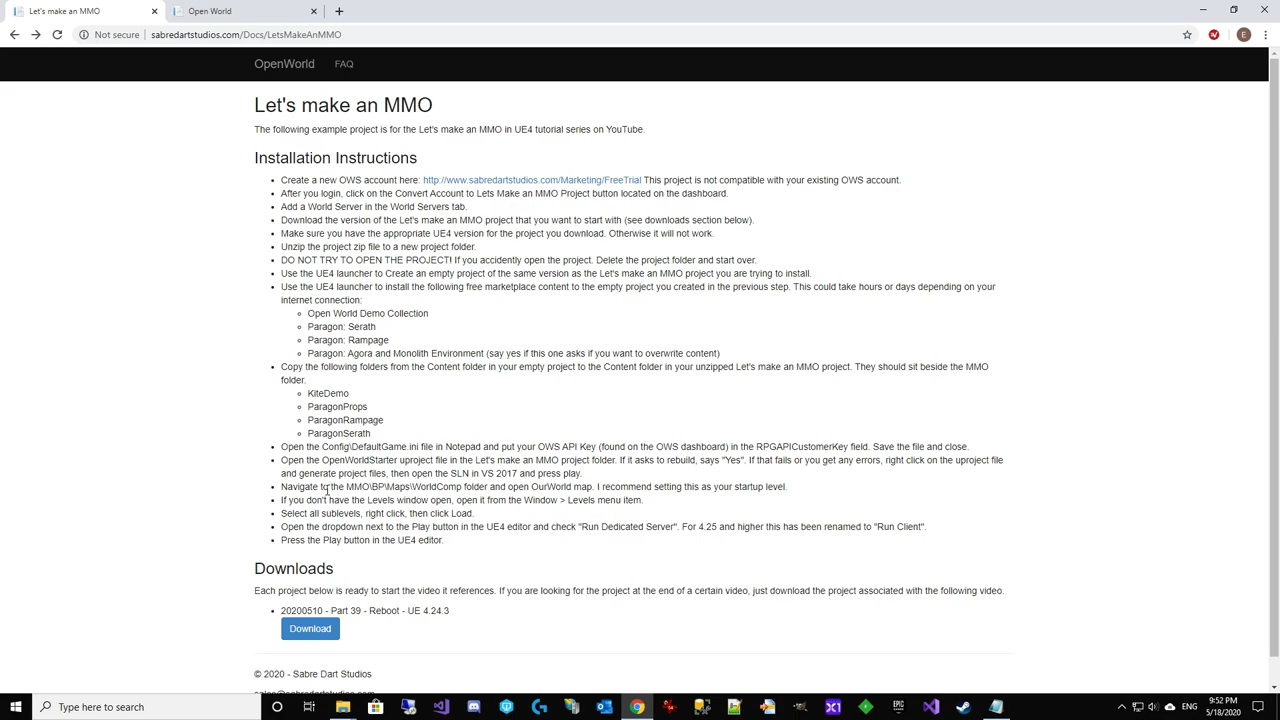 Let's make an MMO
Open World
Not secure
sabredartstudios.com/Docs/LetsMakeAnMMO
E
OpenWorld
FAQ
Let's make an MMO
The following example project is for the Let's make an MMO in UE4 tutorial series on YouTube.
Installation Instructions
Create a new OWS account here: http://www.sabredartstudios.com/Marketing/FreeTrial This project is not compatible with your existing OWS account.
After you login, click on the Convert Account to Lets Make an MMO Project button located on the dashboard.
Add a World Server in the World Servers tab.
Download the version of the Let's make an MMO project that you want to start with (see downloads section below).
Make sure you have the appropriate UE4 version for the project you download. Otherwise it will not work.
Unzip the project zip file to a new project folder.
DO NOT TRY TO OPEN THE PROJECT! If you accidently open the project. Delete the project folder and start over.
Use the UE4 launcher to Create an empty project of the same version as the Let's make an MMO project you are trying to install.
Use the UE4 launcher to install the following free marketplace content to the empty project you created in the previous step. This could take hours or days depending on your
internet connection:
Open World Demo Collection
Paragon: Serath
Paragon: Rampage
Paragon: Agora and Monolith Environment (say yes if this one asks if you want to overwrite content)
Copy the following folders from the Content folder in your empty project to the Content folder in your unzipped Let's make an MMO project. They should sit beside the MMO
folder.
KiteDemo
ParagonProps
ParagonRampage
ParagonSerath
Open the Config\DefaultGame.ini file in Notepad and put your OWS API Key (found on the OWS dashboard) in the RPGAPICustomerKey field. Save the file and close.
Open the OpenWorldStarter uproject file in the Let's make an MMO project folder. If it asks to rebuild, says "Yes". If that fails or you get any errors, right click on the uproject file
and generate project files, then open the SLN in VS 2017 and press play.
Navigate to the MMO\BP\Maps\WorldComp folder and open OurWorld map. I recommend setting this as your startup level.
If you don't have the Levels window open, open it from the Window > Levels menu item.
Select all sublevels, right click, then click Load.
Open the dropdown next to the Play button in the UE4 editor and check "Run Dedicated Server". For 4.25 and higher this has been renamed to "Run Client".
Press the Play button in the UE4 editor.
Downloads
Each project below is ready to start the video it references. If you are looking for the project at the end of a certain video, just download the project associated with the following video.
20200510 - Part 39 - Reboot - UE 4.24.3
Download
© 2020 - Sabre Dart Studios
sales@sabredartstudios.com
Type here to search
ENG
9:52 PM
5/18/2020